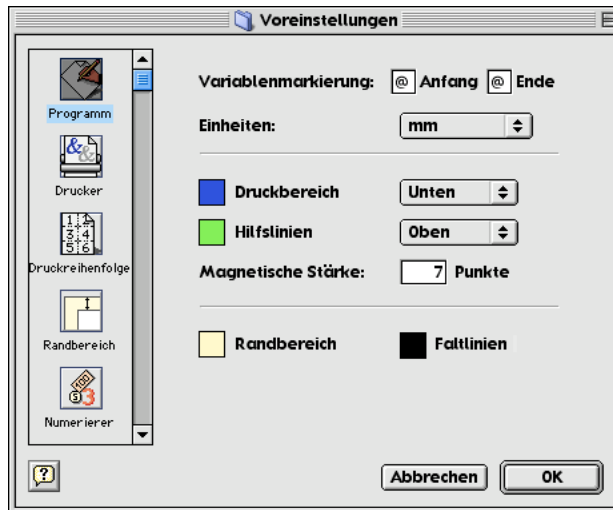 Voreinstellungen
Programm
Drucker
Druckreihenfolge
Randbereich
Numerierer
Variablenmarkierung: @ Anfang @ Ende
Einheiten: mm
Druckbereich Unten
Hilfslinien Oben
Magnetische Stärke: 7 Punkte
Randbereich Faltlinien
Abbrechen OK